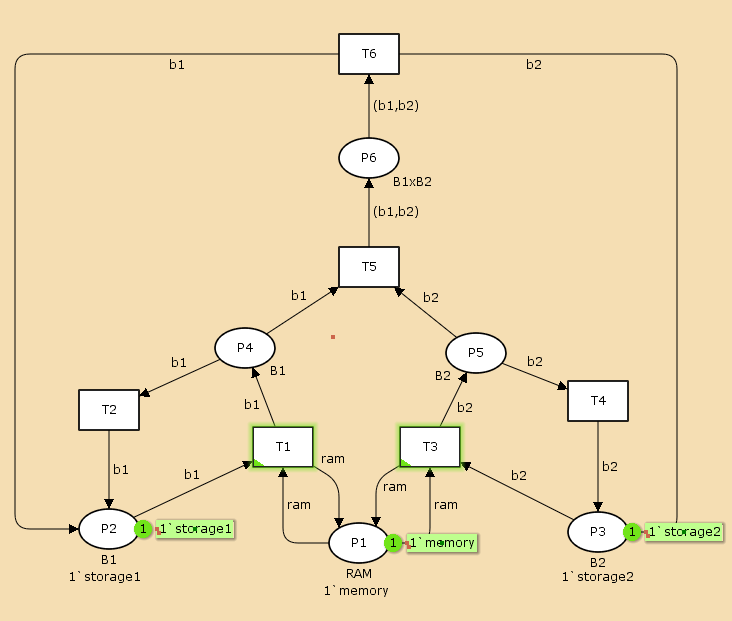 T6
b1
b2
(b1,b2)
P6
B1xB2
(b1,b2)
T5
b1
b2
P4
B1
P5
B2
b1
b2
T2
T4
b1
b2
T1
T3
ram
b1
b1
b2
b2
ram
ram
ram
P2
1
1`storage1
B1
1`storage1
P1
1
1`memory
RAM
1`memory
P3
1
1`storage2
B2
1`storage2